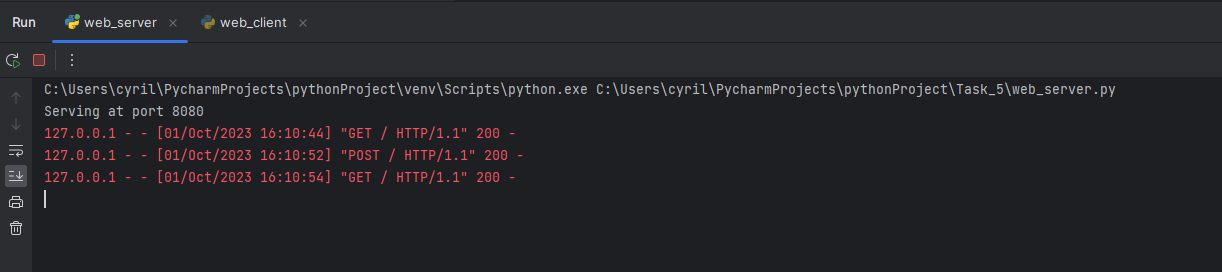 Run web_server web_client
C:\Users\cyril\PycharmProjects\pythonProject\venv\Scripts\python.exe C:\Users\cyril\PycharmProjects\pythonProject\Task_5\web_server.py
Serving at port 8080
127.0.0.1 - - [01/Oct/2023 16:10:44] "GET / HTTP/1.1" 200 -
127.0.0.1 - - [01/Oct/2023 16:10:52] "POST / HTTP/1.1" 200 -
127.0.0.1 - - [01/Oct/2023 16:10:54] "GET / HTTP/1.1" 200 -